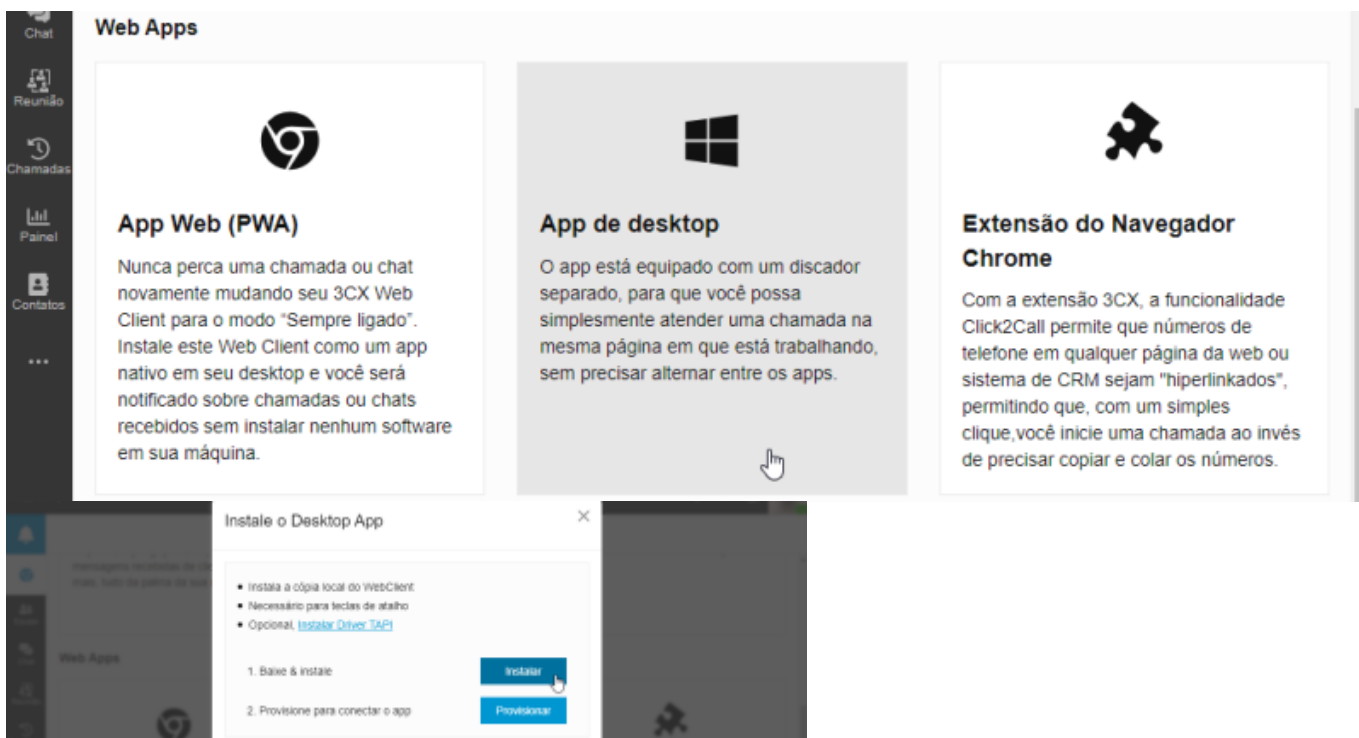 Chat
Reunião
Chamadas
Painel
Contatos
Web Apps
App Web (PWA)
Nunca perca uma chamada ou chat
novamente mudando seu 3CX Web
Client para o modo “Sempre ligado”.
Instale este Web Client como um app
nativo em seu desktop e você será
notificado sobre chamadas ou chats
recebidos sem instalar nenhum software
em sua máquina.
App de desktop
O app está equipado com um discador
separado, para que você possa
simplesmente atender uma chamada na
mesma página em que está trabalhando,
sem precisar alternar entre os apps.
Extensão do Navegador
Chrome
Com a extensão 3CX, a funcionalidade
Click2Call permite que números de
telefone em qualquer página da web ou
sistema de CRM sejam "hiperlinkados",
permitindo que, com um simples
clique,você inicie uma chamada ao invés
de precisar copiar e colar os números.
Instale o Desktop App
Instala a cópia local do WebClient
Necessário para teclas de atalho
Opcional, Instalar Driver TAPI
1. Baixe & instale
Instalar
2. Provisione para conectar o app
Provisionar
Web Apps